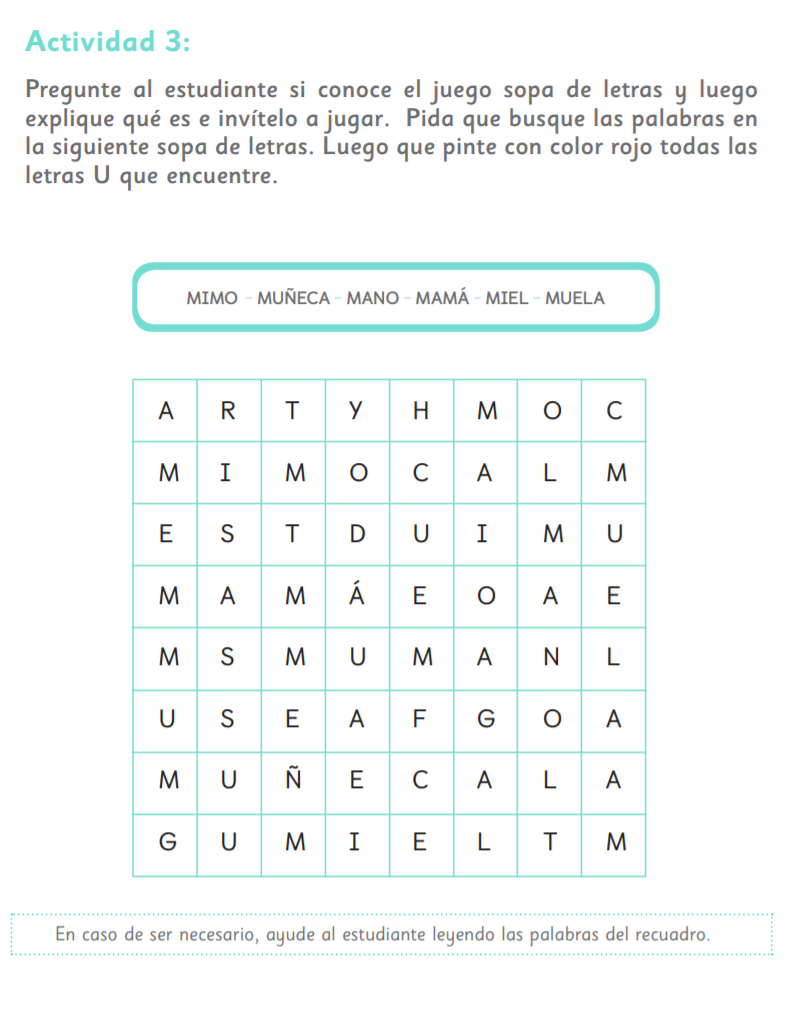 Actividad 3:
Pregunte al estudiante si conoce el juego sopa de letras y luego
explique qué es e invítelo a jugar. Pida que busque las palabras en
la siguiente sopa de letras. Luego que pinte con color rojo todas las
letras U que encuentre.
MIMO - MUÑECA - MANO - MAMÁ - MIEL - MUELA
A R T Y H M O C
M I M O C A L M
E S T D U I M U
M A M Á E O A E
M S M U M A N L
U S E A F G O A
M U Ñ E C A L A
G U M I E L T M
En caso de ser necesario, ayude al estudiante leyendo las palabras del recuadro.